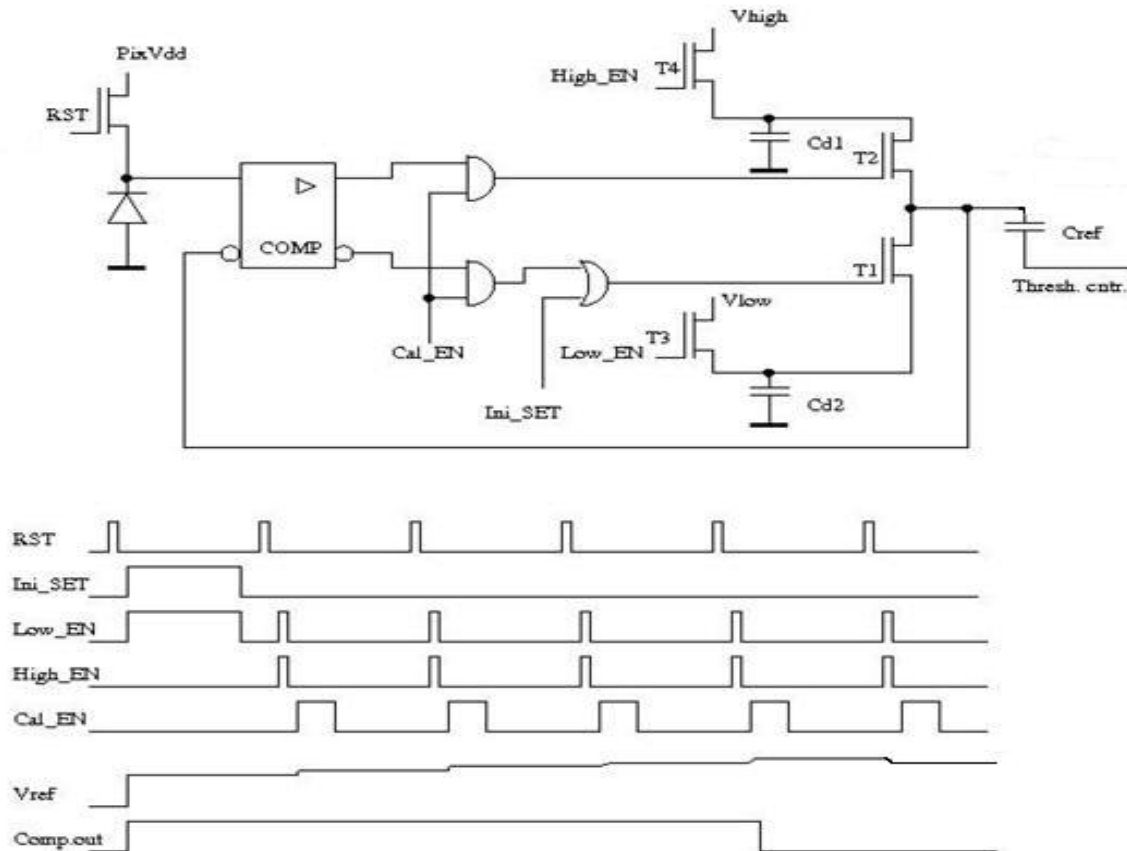 Vhigh
PixVdd
High_EN
T4
RST
Cd1
T2
COMP
Cref
T1
Thresh. cntr.
Vlow
T3
Cal_EN
Low_EN
Cd2
Ini_SET
RST
Ini_SET
Low_EN
High_EN
Cal_EN
Vref
Comp.out